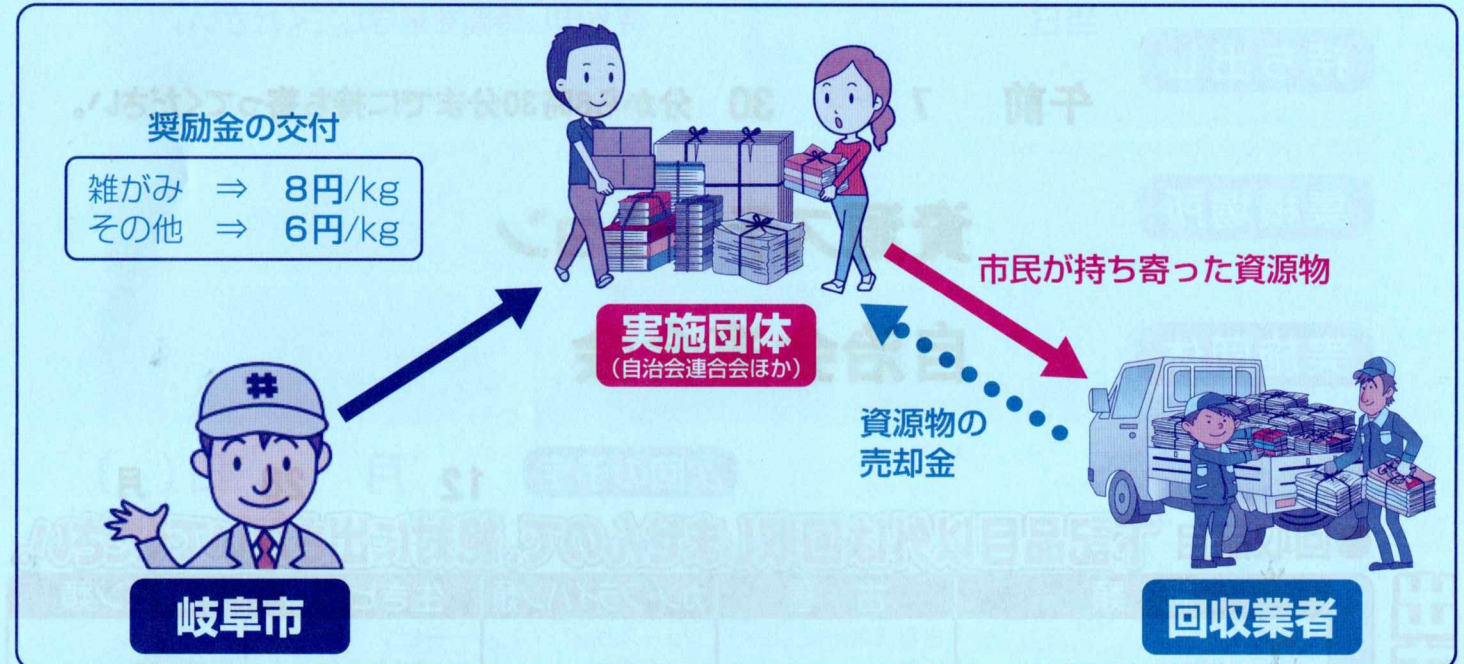 奨励金の交付
雑がみ ⇒ 8円/kg
その他 ⇒ 6円/kg
実施団体
(自治会連合会ほか)
市民が持ち寄った資源物
資源物の
売却金
岐阜市
回収業者